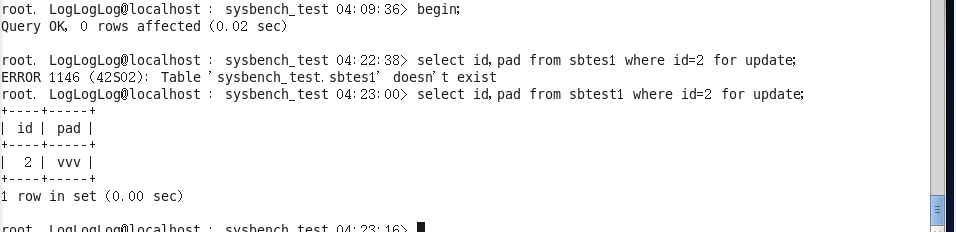 root. LogLogLog@localhost : sysbench_test 04:09:36> begin;
Query OK, 0 rows affected (0.02 sec)
root. LogLogLog@localhost : sysbench_test 04:22:38> select id,pad from sbtes1 where id=2 for update;
ERROR 1146 (42S02): Table 'sysbench_test.sbtes1' doesn't exist
root. LogLogLog@localhost : sysbench_test 04:23:00> select id,pad from sbtest1 where id=2 for update;
+----+-----+
| id | pad |
+----+-----+
| 2 | vvv |
+----+-----+
1 row in set (0.00 sec)
root. LogLogLog@localhost : sysbench_test 04:23:16>